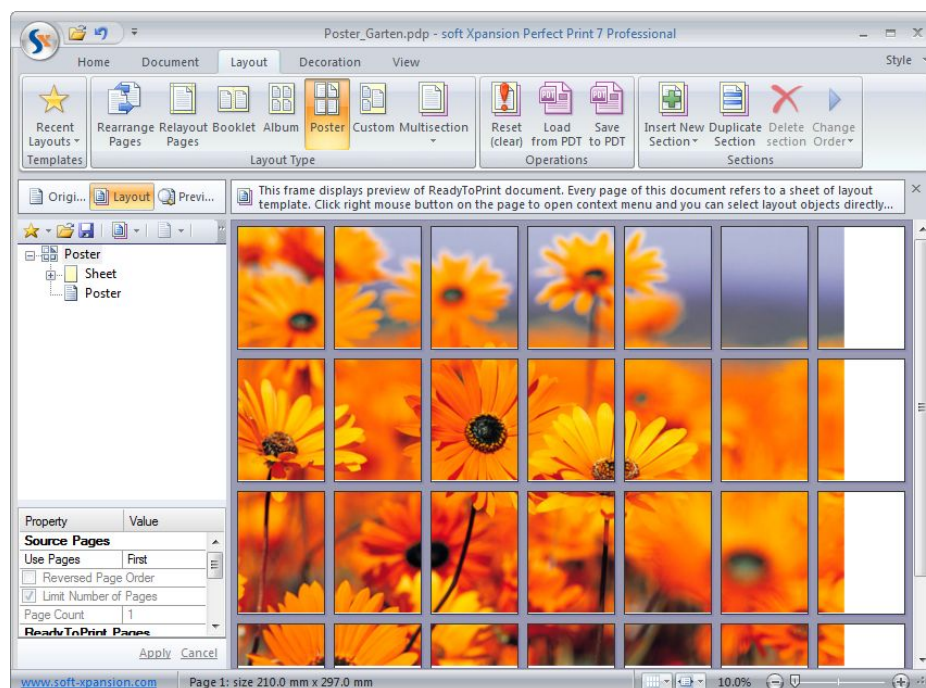 Poster_Garten.pdp - soft Xpansion Perfect Print 7 Professional
Home Document Layout Decoration View Style
Recent Layouts
Rearrange Pages
Relayout Pages
Booklet
Album
Poster
Custom
Multisection
Reset (clear)
Load from PDT
Save to PDT
Insert New Section
Duplicate Section
Delete section
Change Order
Templates Layout Type Operations Sections
Origi... Layout Previ...
This frame displays preview of ReadyToPrint document. Every page of this document refers to a sheet of layout
template. Click right mouse button on the page to open context menu and you can select layout objects directly...
Poster
Sheet
Poster
Property Value
Source Pages
Use Pages First
Reversed Page Order
Limit Number of Pages
Page Count 1
ReadyToPrint Pages
Apply Cancel
www.soft-xpansion.com Page 1: size 210.0 mm x 297.0 mm 10.0%